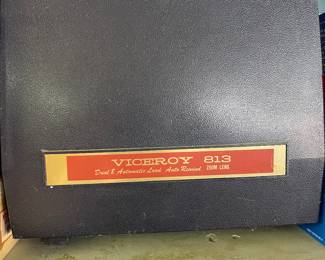 VICEROY 813
Dual 8 Automatic Load Auto Rewind ZOOM LENS